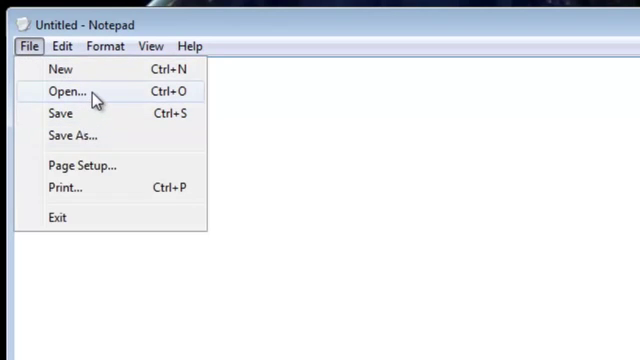 Untitled - Notepad
File Edit Format View Help
New Ctrl+N
Open... Ctrl+O
Save Ctrl+S
Save As...
Page Setup...
Print... Ctrl+P
Exit